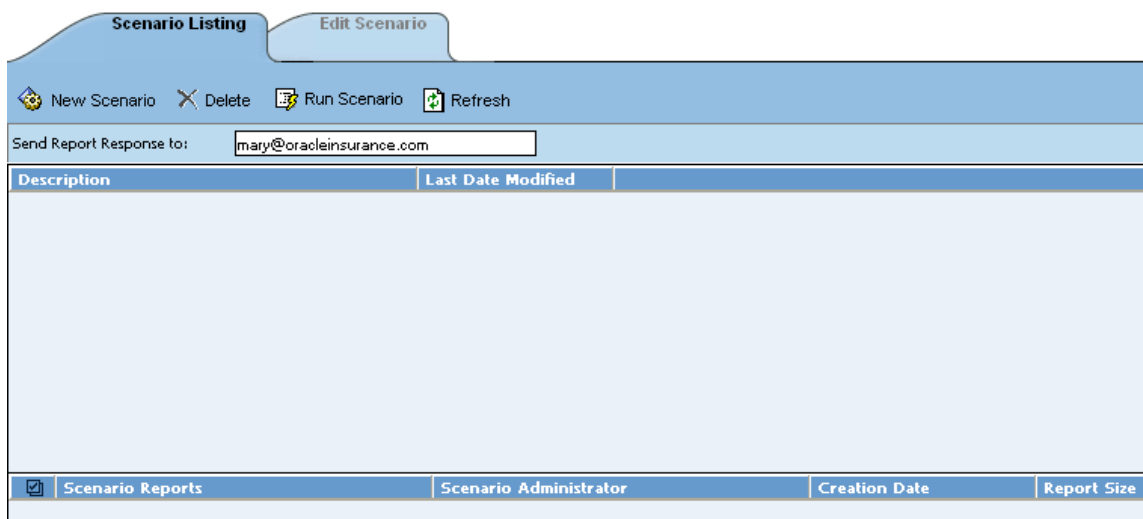 Scenario Listing Edit Scenario
New Scenario Delete Run Scenario Refresh
Send Report Response to: mary@oracleinsurance.com
Description Last Date Modified
Scenario Reports Scenario Administrator Creation Date Report Size